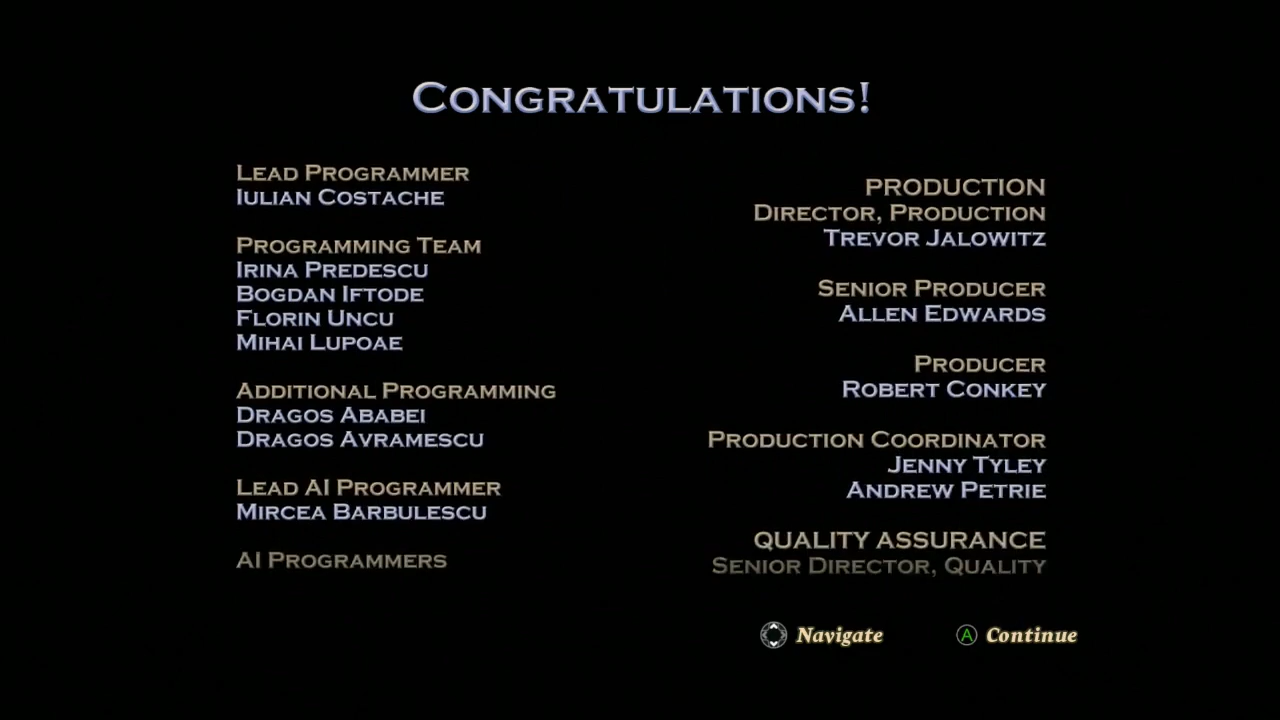 Congratulations!
Lead Programmer
Iulian Costache
Programming Team
Irina Predescu
Bogdan Iftode
Florin Uncu
Mihai Lupoae
Additional Programming
Dragos Ababei
Dragos Avramescu
Lead AI Programmer
Mircea Barbulescu
AI Programmers
PRODUCTION
Director, Production
Trevor Jalowitz
Senior Producer
Allen Edwards
Producer
Robert Conkey
Production Coordinator
Jenny Tyley
Andrew Petrie
QUALITY ASSURANCE
Senior Director, Quality
Navigate
A Continue